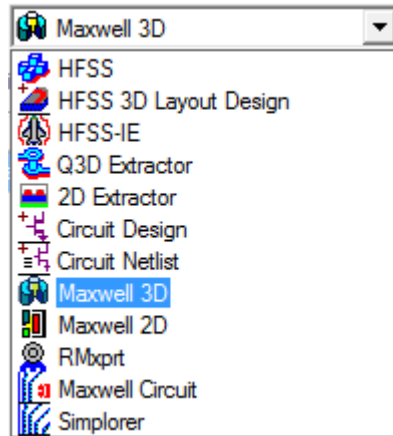 Maxwell 3D
HFSS
HFSS 3D Layout Design
HFSS-IE
Q3D Extractor
2D Extractor
Circuit Design
Circuit Netlist
Maxwell 3D
Maxwell 2D
RMxprt
Maxwell Circuit
Simplorer